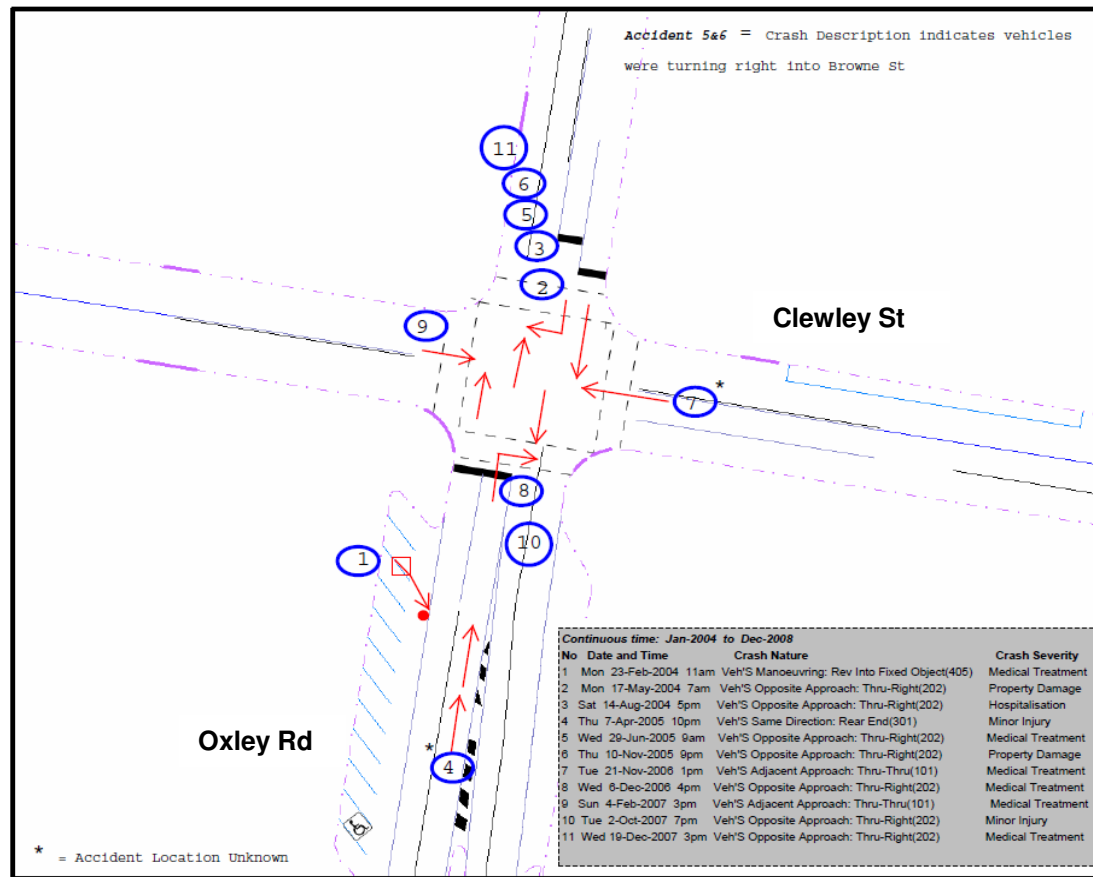 Accident 5&6 = Crash Description indicates vehicles
were turning right into Browne St
11
6
5
3
2
9
Clewley St
7 *
8
10
1
Oxley Rd
* 4
* = Accident Location Unknown
Continuous time: Jan-2004 to Dec-2008
No Date and Time Crash Nature Crash Severity
1 Mon 23-Feb-2004 11am Veh'S Manoeuvring: Rev Into Fixed Object(405) Medical Treatment
2 Mon 17-May-2004 7am Veh'S Opposite Approach: Thru-Right(202) Property Damage
3 Sat 14-Aug-2004 5pm Veh'S Opposite Approach: Thru-Right(202) Hospitalisation
4 Thu 7-Apr-2005 10pm Veh'S Same Direction: Rear End(301) Minor Injury
5 Wed 29-Jun-2005 9am Veh'S Opposite Approach: Thru-Right(202) Medical Treatment
6 Thu 10-Nov-2005 9pm Veh'S Opposite Approach: Thru-Right(202) Property Damage
7 Tue 21-Nov-2006 1pm Veh'S Adjacent Approach: Thru-Thru(101) Medical Treatment
8 Wed 6-Dec-2006 4pm Veh'S Opposite Approach: Thru-Right(202) Medical Treatment
9 Sun 4-Feb-2007 3pm Veh'S Adjacent Approach: Thru-Thru(101) Medical Treatment
10 Tue 2-Oct-2007 7pm Veh'S Opposite Approach: Thru-Right(202) Minor Injury
11 Wed 19-Dec-2007 3pm Veh'S Opposite Approach: Thru-Right(202) Medical Treatment